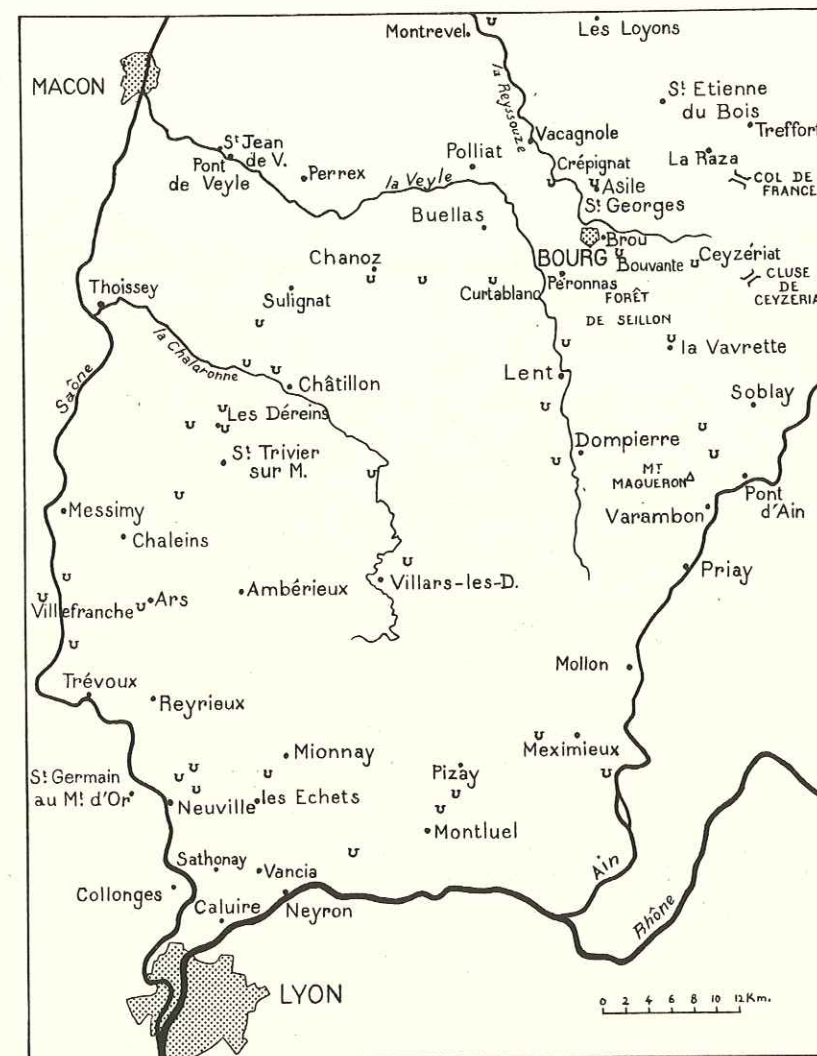 Montrevel
Les Loyons
MACON
la Reyssouze
St Etienne
du Bois
Treffort
St Jean
de V.
Pont
de Veyle
Perrex
la Veyle
Polliat
Vacagnole
Crépignat
Asile
St Georges
La Raza
COL DE
FRANCE
Buellas
BOURG
Brou
Bouvante
Ceyzériat
Chanoz
Sulignat
Curtablanc
Péronnas
FORÊT
DE SEILLON
CLUSE
DE
CEYZERIA
Thoissey
la Chalaronne
Saône
Châtillon
Lent
la Vavrette
Soblay
Les Déreins
St Trivier
sur M.
Dompierre
MT
MAGUERON
Pont
d'Ain
Messimy
Chaleins
Varambon
Priay
Villefranche
Ars
Ambérieux
Villars-les-D.
Trévoux
Reyrieux
Mollon
Mionnay
Meximieux
Pizay
St Germain
au Mt d'Or
Neuville
les Echets
Montluel
Sathonay
Vancia
Collonges
Caluire
Neyron
Ain
Rhône
LYON
0 2 4 6 8 10 12 Km.